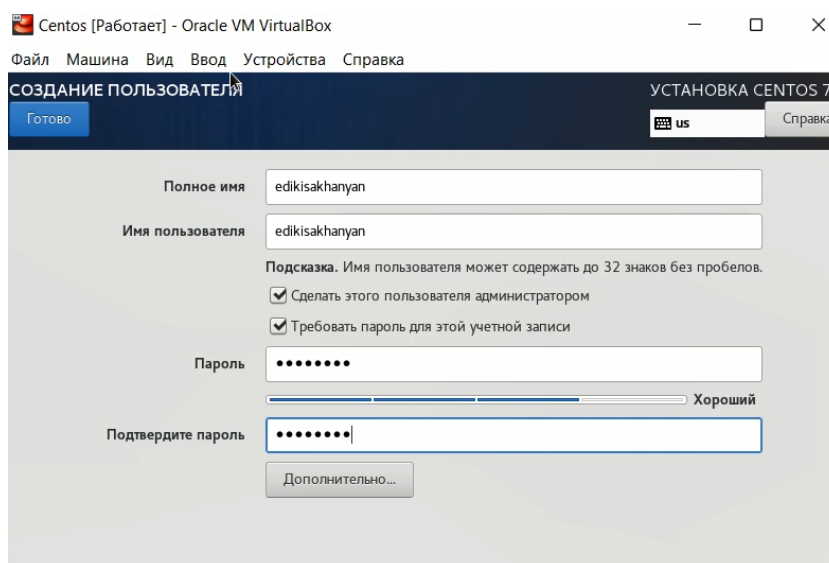 Centos [Работает] - Oracle VM VirtualBox
Файл Машина Вид Ввод Устройства Справка
СОЗДАНИЕ ПОЛЬЗОВАТЕЛЯ
УСТАНОВКА CENTOS 7
Готово
us
Справка
Полное имя
edikisakhanyan
Имя пользователя
edikisakhanyan
Подсказка. Имя пользователя может содержать до 32 знаков без пробелов.
Сделать этого пользователя администратором
Требовать пароль для этой учетной записи
Пароль
••••••••
Хороший
Подтвердите пароль
••••••••
Дополнительно...